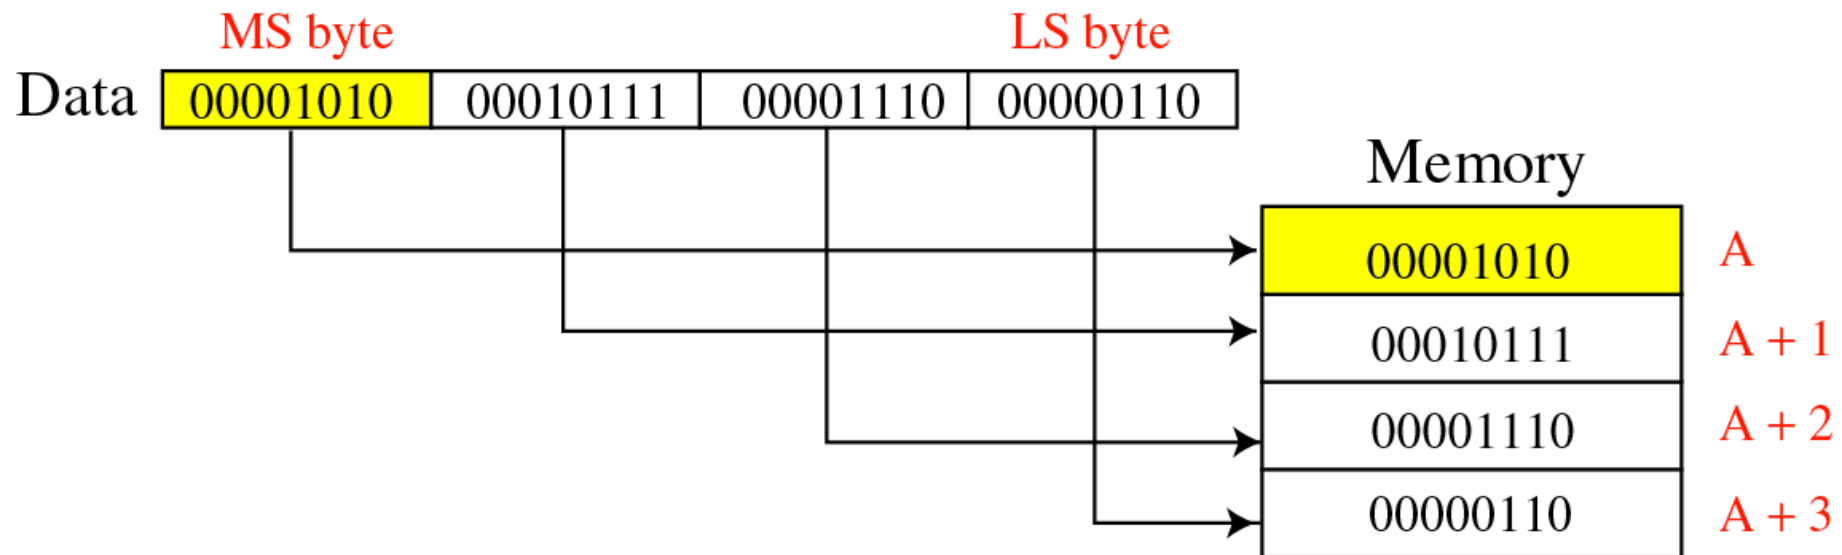 MS byte LS byte
Data 00001010 00010111 00001110 00000110
Memory
00001010 A
00010111 A + 1
00001110 A + 2
00000110 A + 3